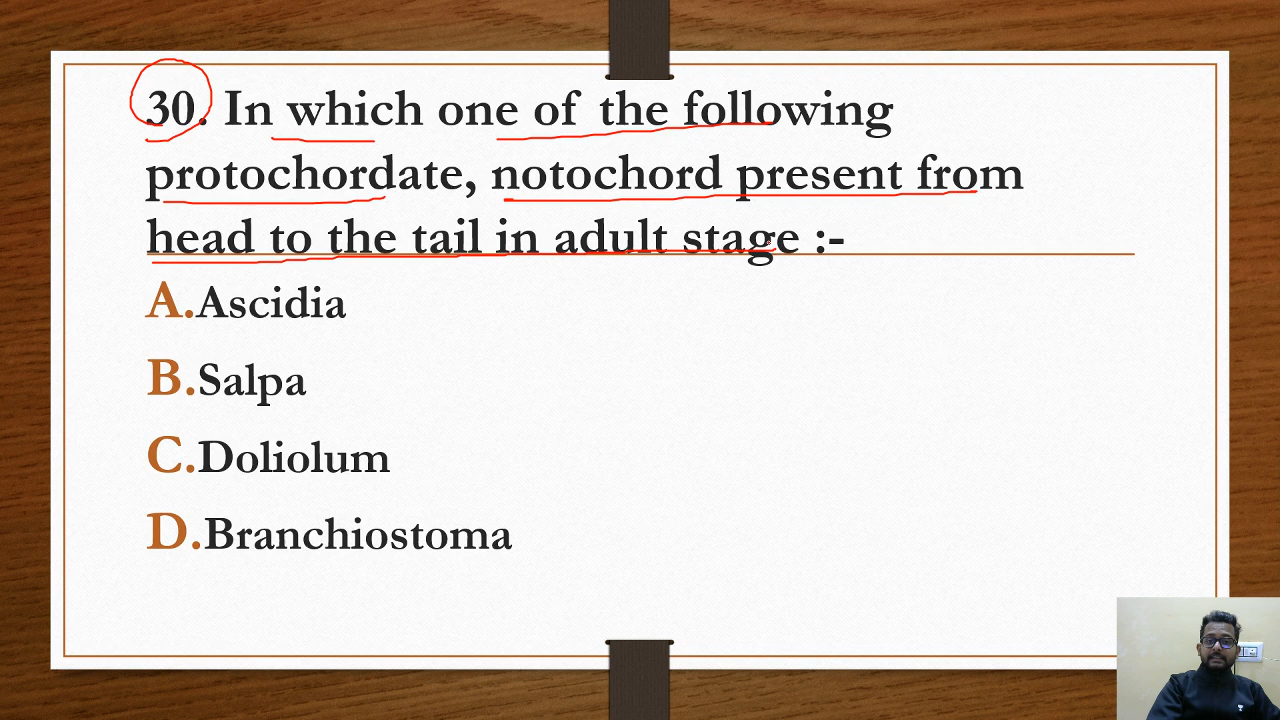 30. In which one of the following
protochordate, notochord present from
head to the tail in adult stage :-
A.Ascidia
B.Salpa
C.Doliolum
D.Branchiostoma